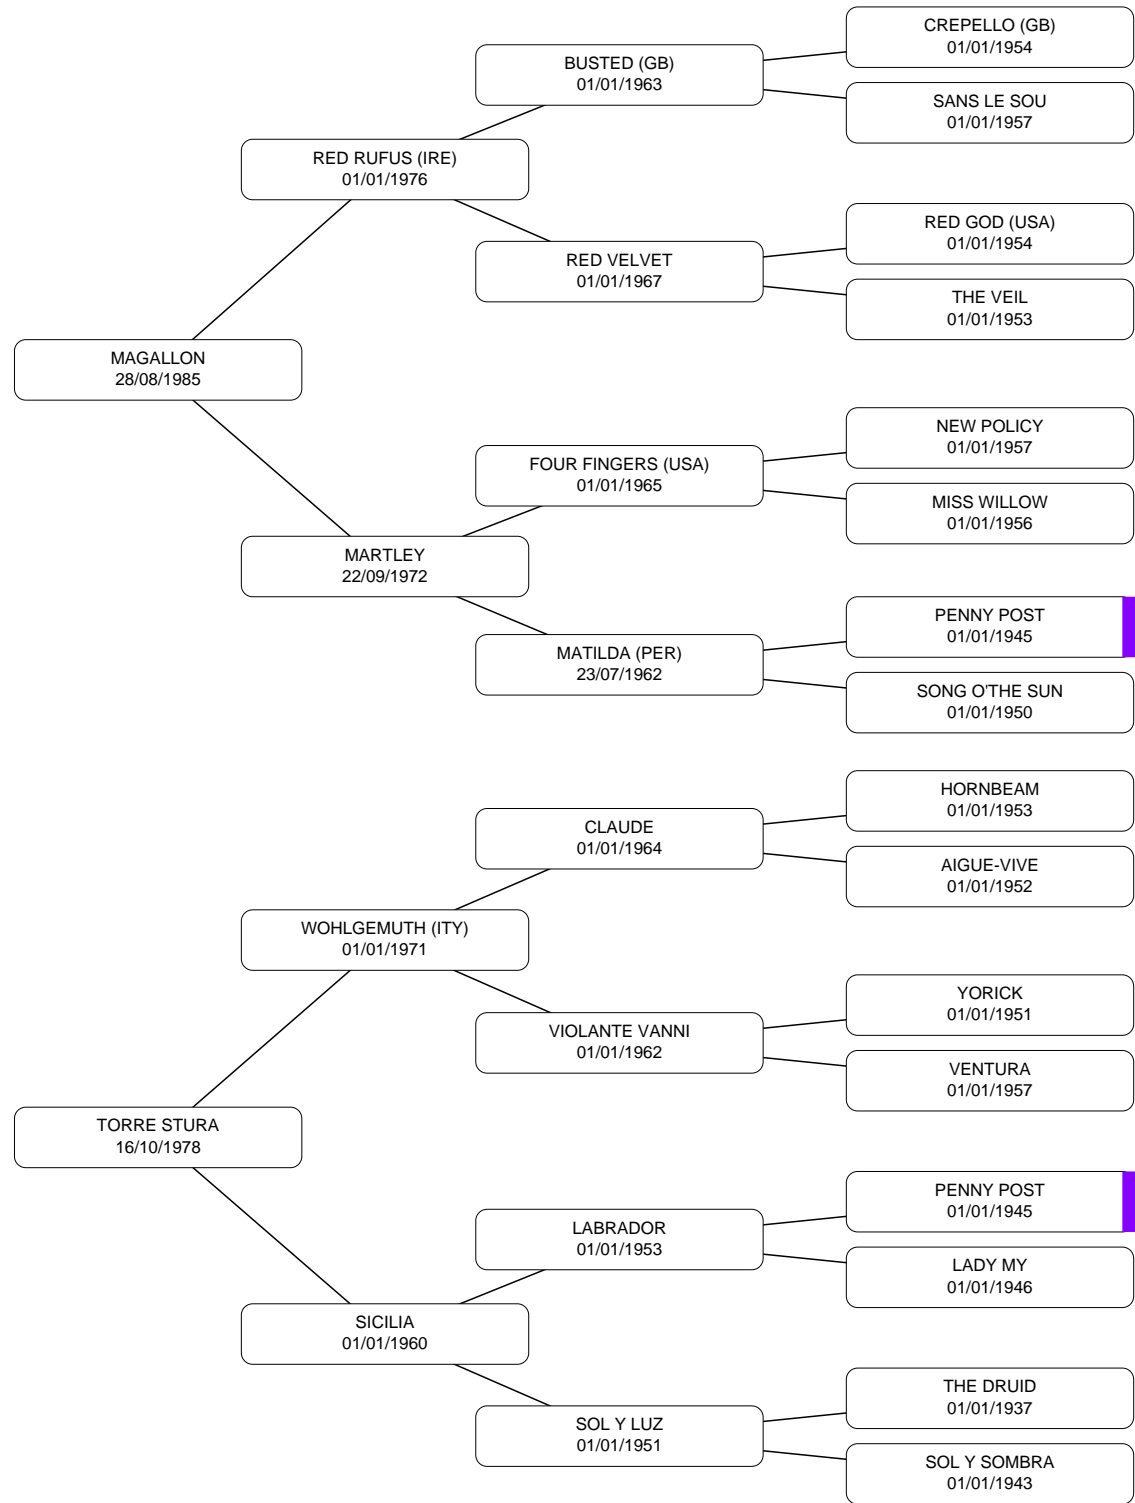 CREPELLO (GB)
01/01/1954
BUSTED (GB)
01/01/1963
SANS LE SOU
01/01/1957
RED RUFUS (IRE)
01/01/1976
RED GOD (USA)
01/01/1954
RED VELVET
01/01/1967
THE VEIL
01/01/1953
MAGALLON
28/08/1985
NEW POLICY
01/01/1957
FOUR FINGERS (USA)
01/01/1965
MISS WILLOW
01/01/1956
MARTLEY
22/09/1972
PENNY POST
01/01/1945
MATILDA (PER)
23/07/1962
SONG O'THE SUN
01/01/1950
HORNBEAM
01/01/1953
CLAUDE
01/01/1964
AIGUE-VIVE
01/01/1952
WOHLGEMUTH (ITY)
01/01/1971
YORICK
01/01/1951
VIOLANTE VANNI
01/01/1962
VENTURA
01/01/1957
TORRE STURA
16/10/1978
PENNY POST
01/01/1945
LABRADOR
01/01/1953
LADY MY
01/01/1946
SICILIA
01/01/1960
THE DRUID
01/01/1937
SOL Y LUZ
01/01/1951
SOL Y SOMBRA
01/01/1943